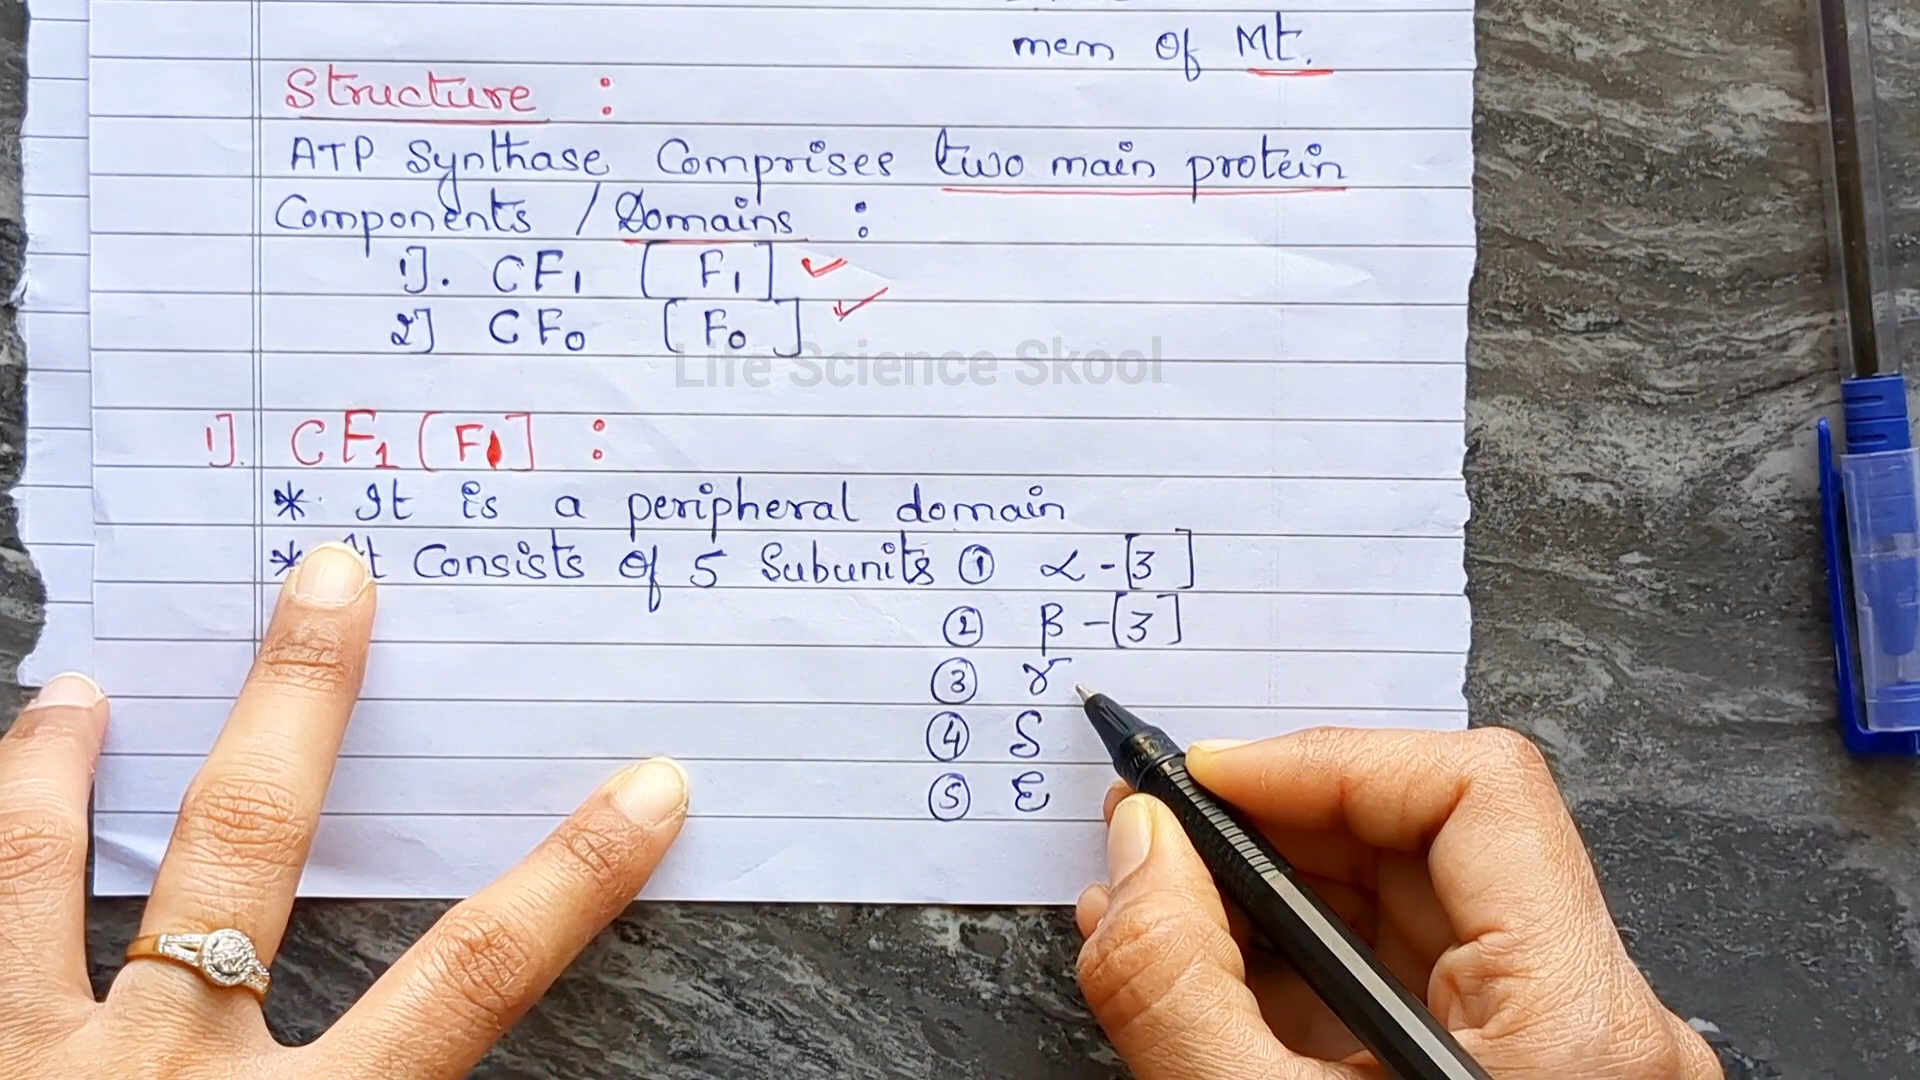 mem of Mt.
Structure :
ATP Synthase Comprises two main protein
Components / Domains :
1]. CF1 [ F1 ]
2] CFo [ Fo ]
Life Science Skool
1]. CF1 [ F1 ] :
* It is a peripheral domain
* It Consists of 5 Subunits ① α - [3]
② β - [3]
③ γ
④ δ
⑤ ε